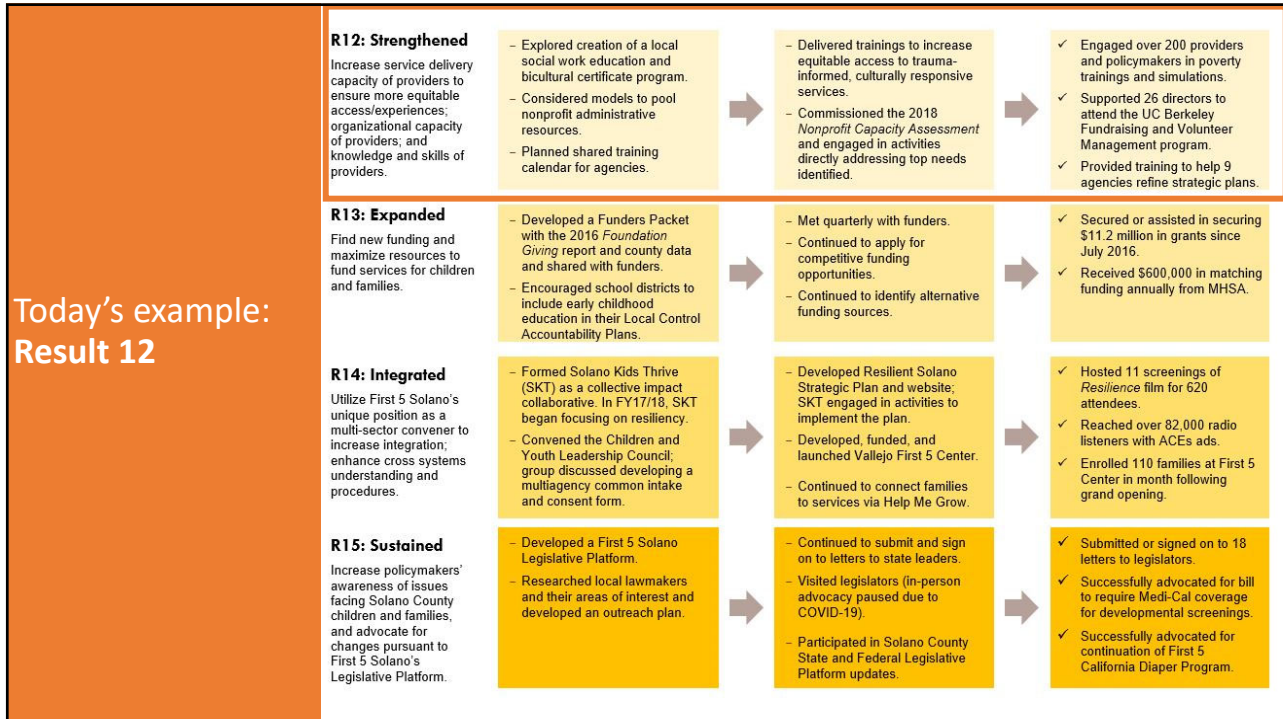 Today's example:
Result 12
R12: Strengthened
Increase service delivery
capacity of providers to
ensure more equitable
access/experiences;
organizational capacity
of providers; and
knowledge and skills of
providers.
– Explored creation of a local
social work education and
bicultural certificate program.
– Considered models to pool
nonprofit administrative
resources.
– Planned shared training
calendar for agencies.
– Delivered trainings to increase
equitable access to trauma-
informed, culturally responsive
services.
– Commissioned the 2018
Nonprofit Capacity Assessment
and engaged in activities
directly addressing top needs
identified.
✓ Engaged over 200 providers
and policymakers in poverty
trainings and simulations.
✓ Supported 26 directors to
attend the UC Berkeley
Fundraising and Volunteer
Management program.
✓ Provided training to help 9
agencies refine strategic plans.
R13: Expanded
Find new funding and
maximize resources to
fund services for children
and families.
– Developed a Funders Packet
with the 2016 Foundation
Giving report and county data
and shared with funders.
– Encouraged school districts to
include early childhood
education in their Local Control
Accountability Plans.
– Met quarterly with funders.
– Continued to apply for
competitive funding
opportunities.
– Continued to identify alternative
funding sources.
✓ Secured or assisted in securing
$11.2 million in grants since
July 2016.
✓ Received $600,000 in matching
funding annually from MHSA.
R14: Integrated
Utilize First 5 Solano's
unique position as a
multi-sector convener to
increase integration;
enhance cross systems
understanding and
procedures.
– Formed Solano Kids Thrive
(SKT) as a collective impact
collaborative. In FY17/18, SKT
began focusing on resiliency.
– Convened the Children and
Youth Leadership Council;
group discussed developing a
multiagency common intake
and consent form.
– Developed Resilient Solano
Strategic Plan and website;
SKT engaged in activities to
implement the plan.
– Developed, funded, and
launched Vallejo First 5 Center.
– Continued to connect families
to services via Help Me Grow.
✓ Hosted 11 screenings of
Resilience film for 620
attendees.
✓ Reached over 82,000 radio
listeners with ACEs ads.
✓ Enrolled 110 families at First 5
Center in month following
grand opening.
R15: Sustained
Increase policymakers'
awareness of issues
facing Solano County
children and families,
and advocate for
changes pursuant to
First 5 Solano's
Legislative Platform.
– Developed a First 5 Solano
Legislative Platform.
– Researched local lawmakers
and their areas of interest and
developed an outreach plan.
– Continued to submit and sign
on to letters to state leaders.
– Visited legislators (in-person
advocacy paused due to
COVID-19).
– Participated in Solano County
State and Federal Legislative
Platform updates.
✓ Submitted or signed on to 18
letters to legislators.
✓ Successfully advocated for bill
to require Medi-Cal coverage
for developmental screenings.
✓ Successfully advocated for
continuation of First 5
California Diaper Program.